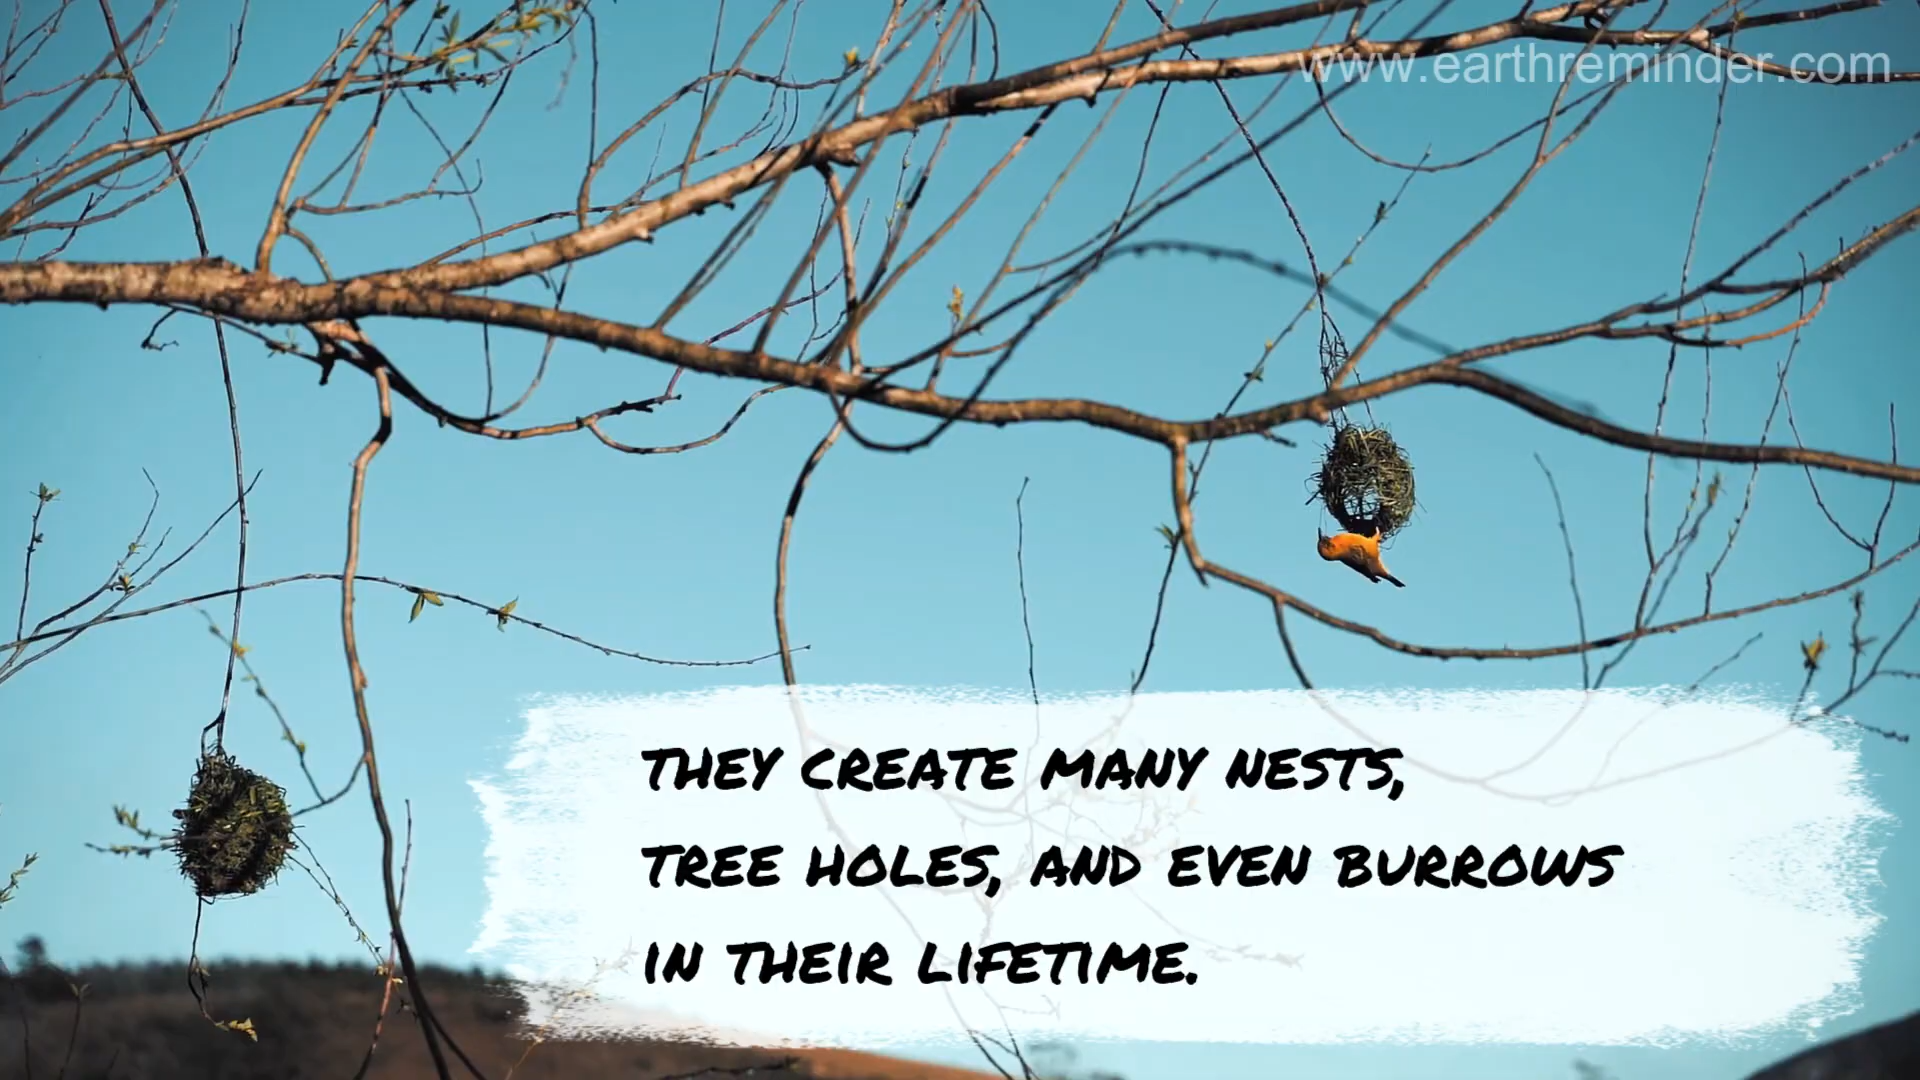 www.earthreminder.com
THEY CREATE MANY NESTS,
TREE HOLES, AND EVEN BURROWS
IN THEIR LIFETIME.